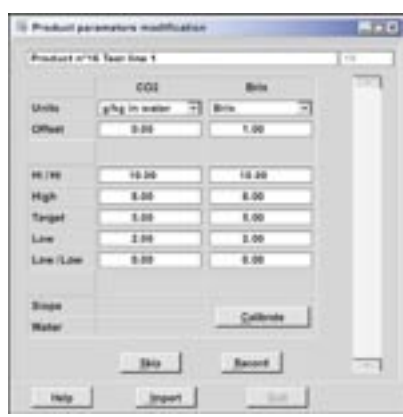 Product parameters modification
Product n°16 Test line 1
CO2 Brix
Units g/kg in water Brix
Offset 0.00 1.00
Hi / Hi 10.00 10.00
High 8.00 8.00
Target 5.00 5.00
Low 2.00 2.00
Low / Low 0.00 0.00
Slope
Water
Calibrate
Skip Record
Help Import